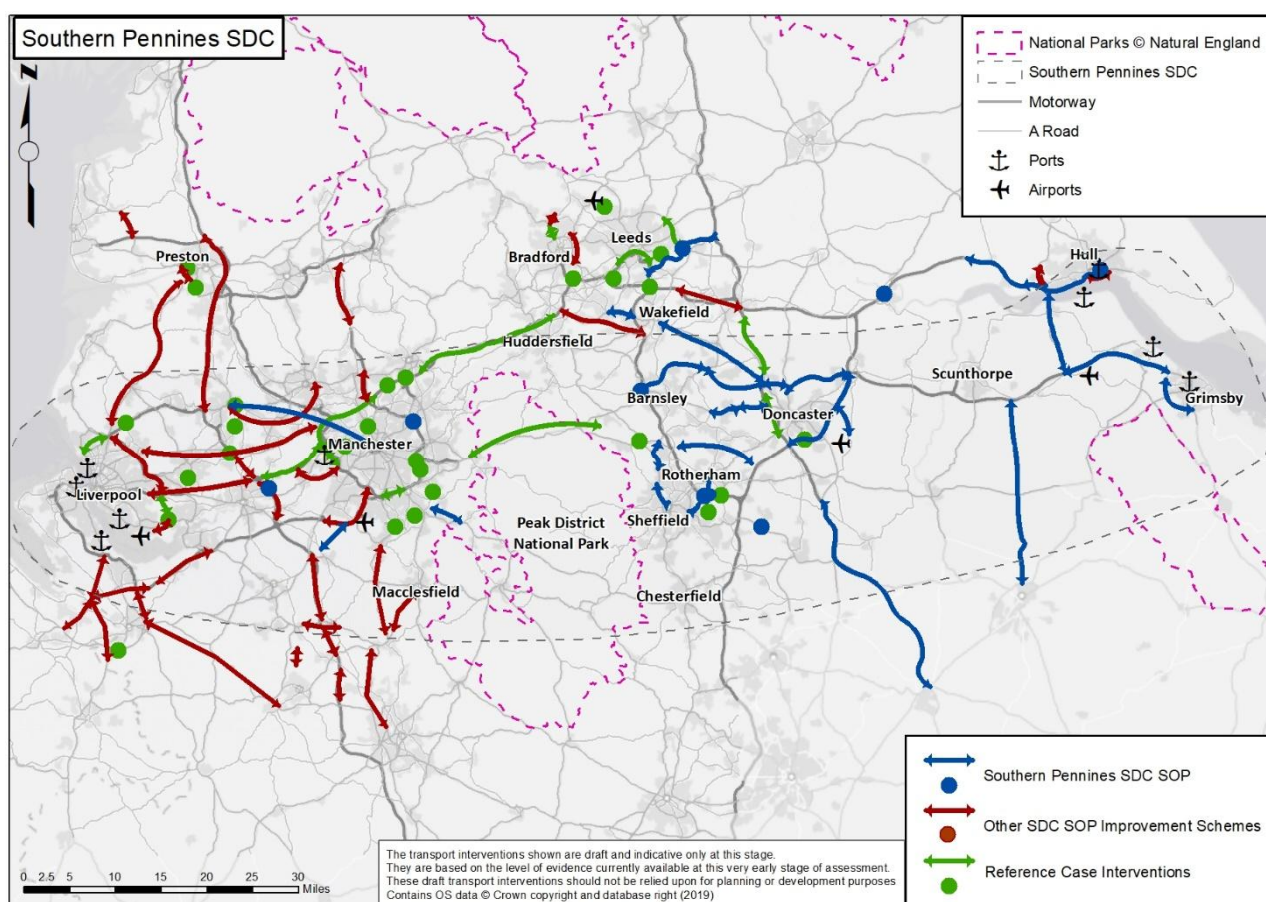 Southern Pennines SDC
N
National Parks © Natural England
Southern Pennines SDC
Motorway
A Road
Ports
Airports
Preston
Bradford
Leeds
Hull
Wakefield
Huddersfield
Barnsley
Scunthorpe
Doncaster
Grimsby
Manchester
Liverpool
Rotherham
Sheffield
Peak District
National Park
Macclesfield
Chesterfield
Southern Pennines SDC SOP
Other SDC SOP Improvement Schemes
Reference Case Interventions
The transport interventions shown are draft and indicative only at this stage.
They are based on the level of evidence currently available at this very early stage of assessment.
These draft transport interventions should not be relied upon for planning or development purposes
Contains OS data © Crown copyright and database right (2019)
0 2.5 5 10 15 20 25 30
Miles